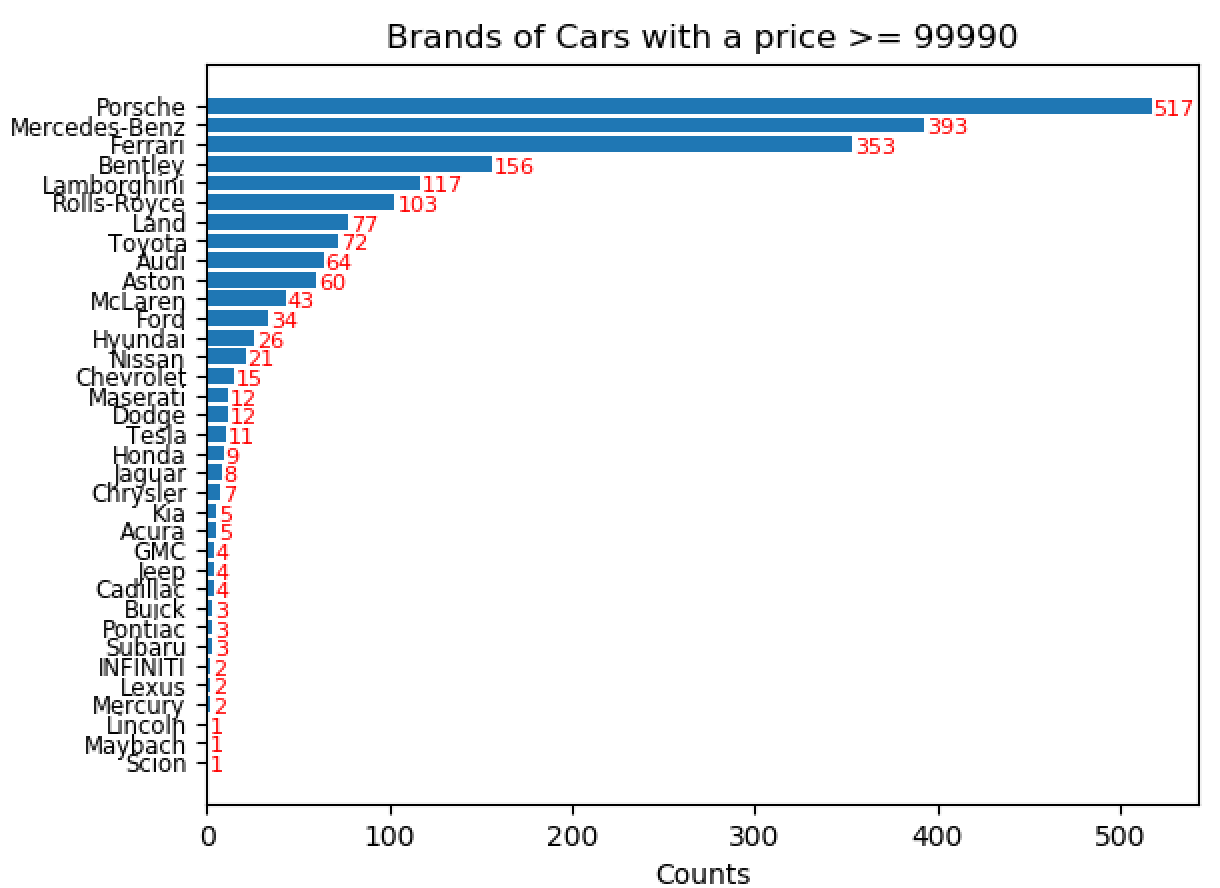 Brands of Cars with a price >= 99990
Porsche 517
Mercedes-Benz 393
Ferrari 353
Bentley 156
Lamborghini 117
Rolls-Royce 103
Land 77
Toyota 72
Audi 64
Aston 60
McLaren 43
Ford 34
Hyundai 26
Nissan 21
Chevrolet 15
Maserati 12
Dodge 12
Tesla 11
Honda 9
Jaguar 8
Chrysler 7
Kia 5
Acura 5
GMC 4
Jeep 4
Cadillac 4
Buick 3
Pontiac 3
Subaru 3
INFINITI 2
Lexus 2
Mercury 2
Lincoln 1
Maybach 1
Scion 1
0 100 200 300 400 500
Counts